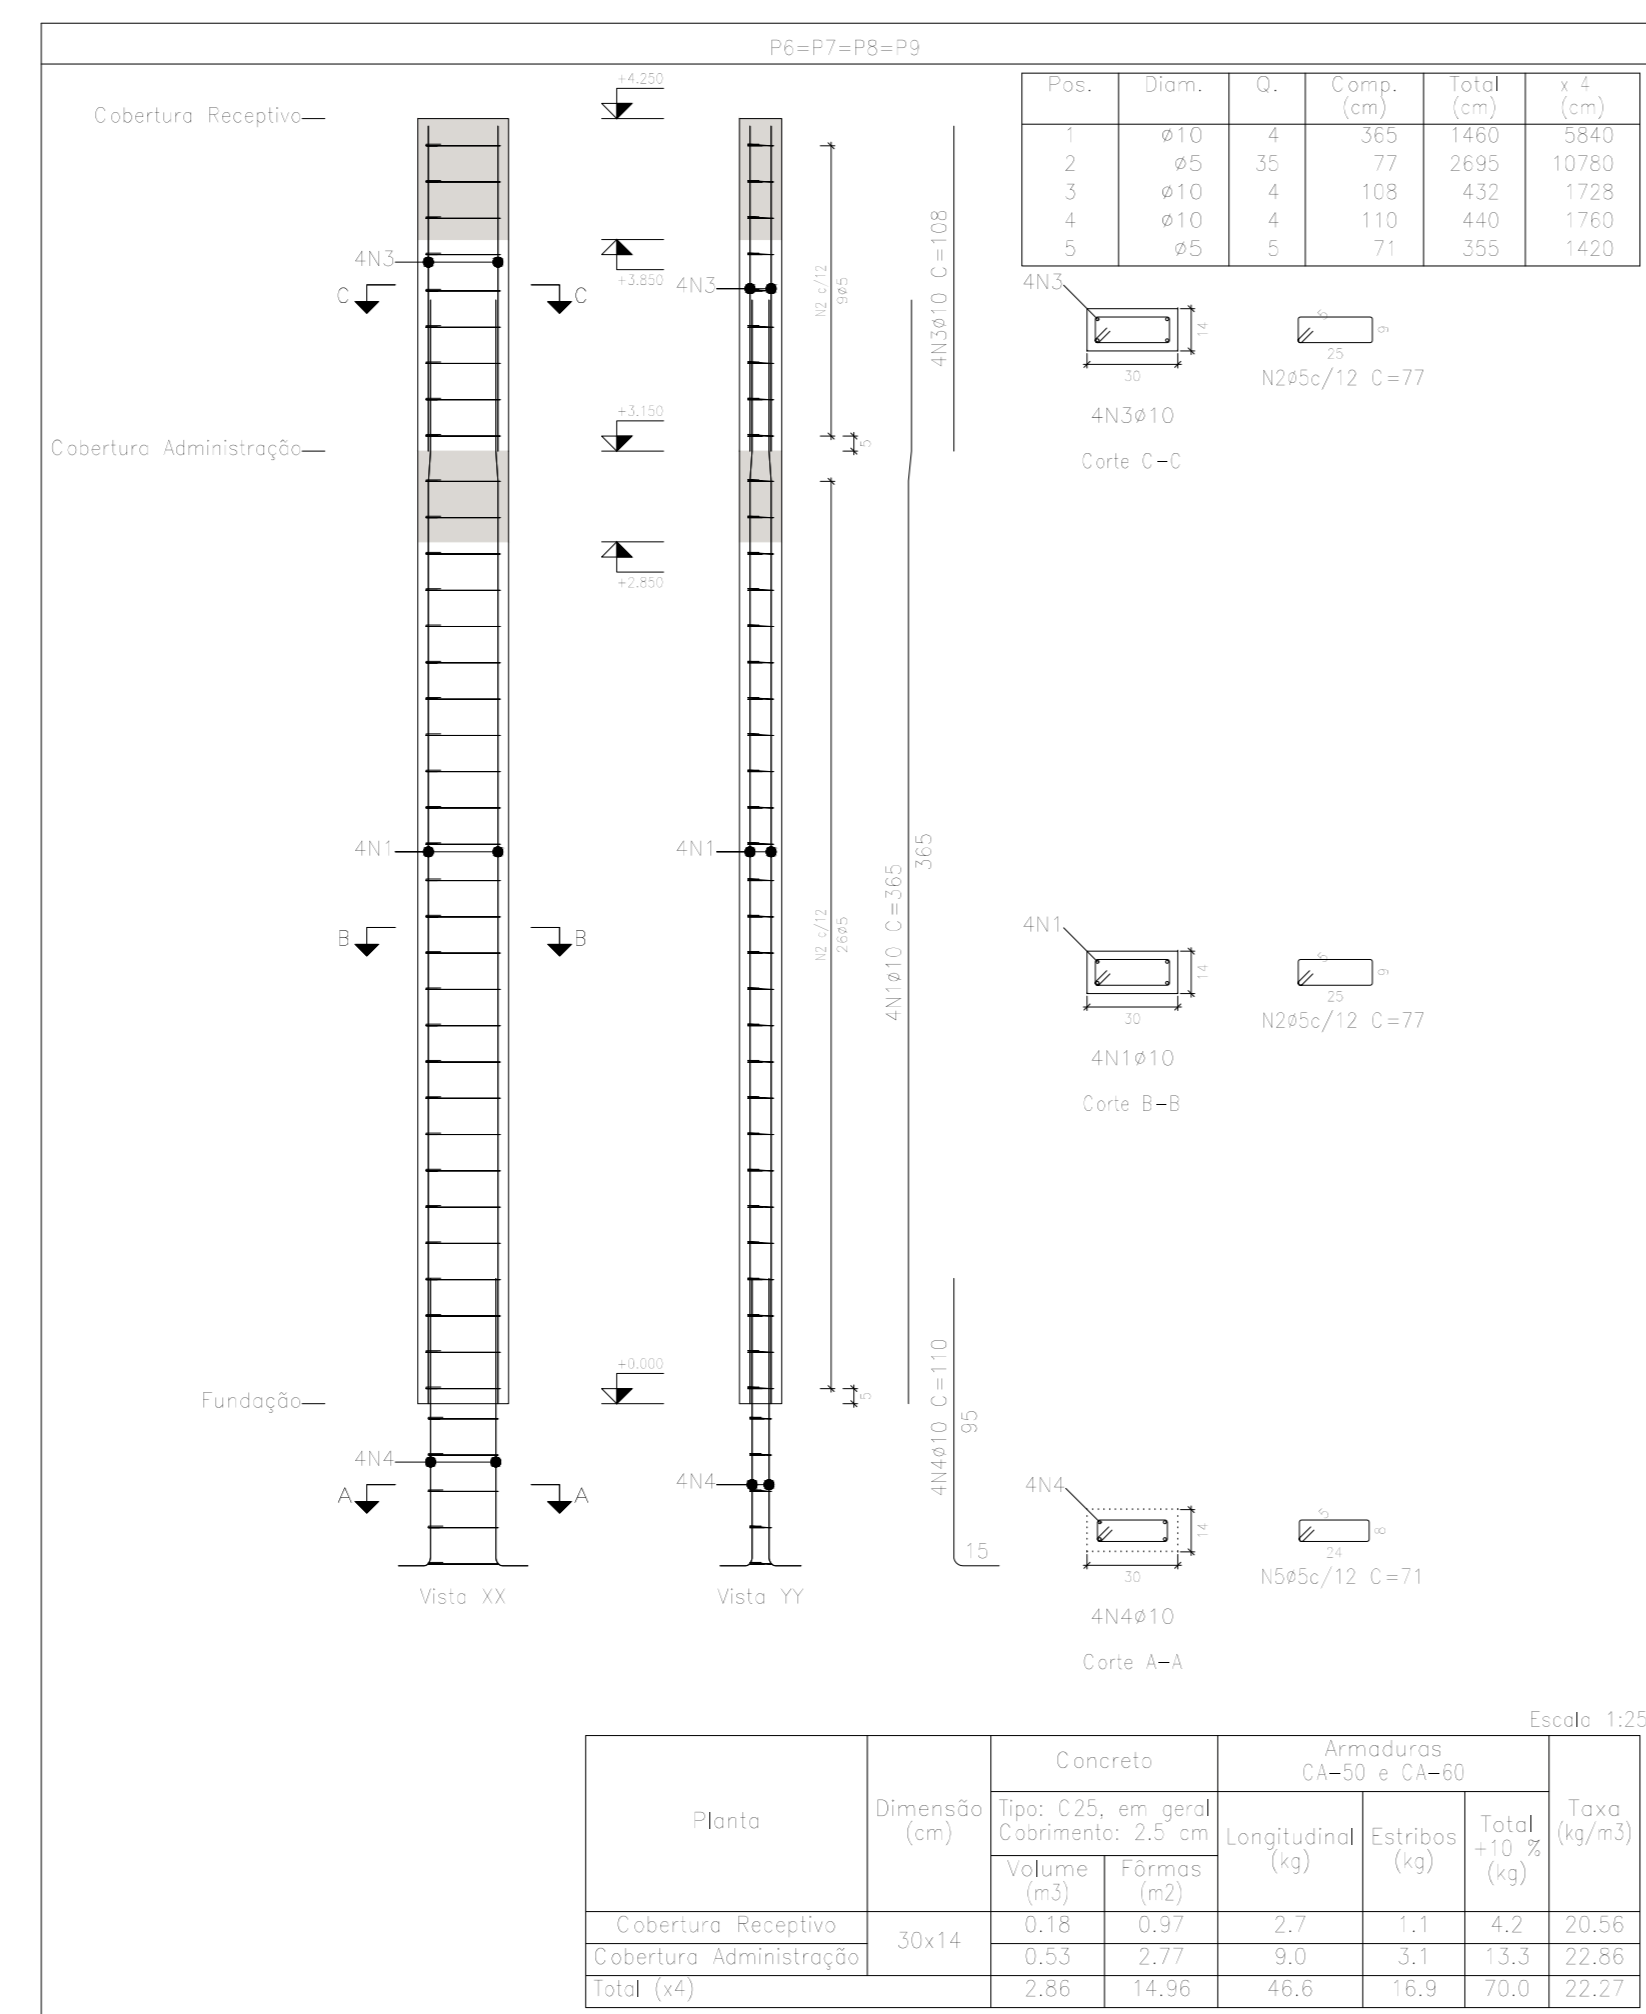 P6=P7=P8=P9
Pos. Diam. Q. Comp. (cm) Total (cm) x 4 (cm)
1 ø10 4 365 1460 5840
2 ø5 35 77 2695 10780
3 ø10 4 108 432 1728
4 ø10 4 110 440 1760
5 ø5 5 71 355 1420
Cobertura Receptivo
+4.250
4N3
C C
+3.850
4N3
N2 c/12
9ø5
4N3ø10 C=108
4N3
14
30
4N3ø10
Corte C-C
5
9
25
N2ø5c/12 C=77
Cobertura Administração
+3.150
5
+2.850
4N1
4N1
B B
N2 c/12
26ø5
4N1ø10 C=365
365
4N1
14
30
4N1ø10
Corte B-B
5
9
25
N2ø5c/12 C=77
Fundação
+0.000
5
4N4
4N4
A A
4N4ø10 C=110
95
15
4N4
14
30
4N4ø10
Corte A-A
5
8
24
N5ø5c/12 C=71
Vista XX
Vista YY
Escala 1:25
Planta
Dimensão
(cm)
Concreto
Tipo: C25, em geral
Cobrimento: 2.5 cm
Volume
(m3)
Fôrmas
(m2)
Armaduras
CA-50 e CA-60
Longitudinal
(kg)
Estribos
(kg)
Total
+10 %
(kg)
Taxa
(kg/m3)
Cobertura Receptivo 30x14 0.18 0.97 2.7 1.1 4.2 20.56
Cobertura Administração 0.53 2.77 9.0 3.1 13.3 22.86
Total (x4) 2.86 14.96 46.6 16.9 70.0 22.27